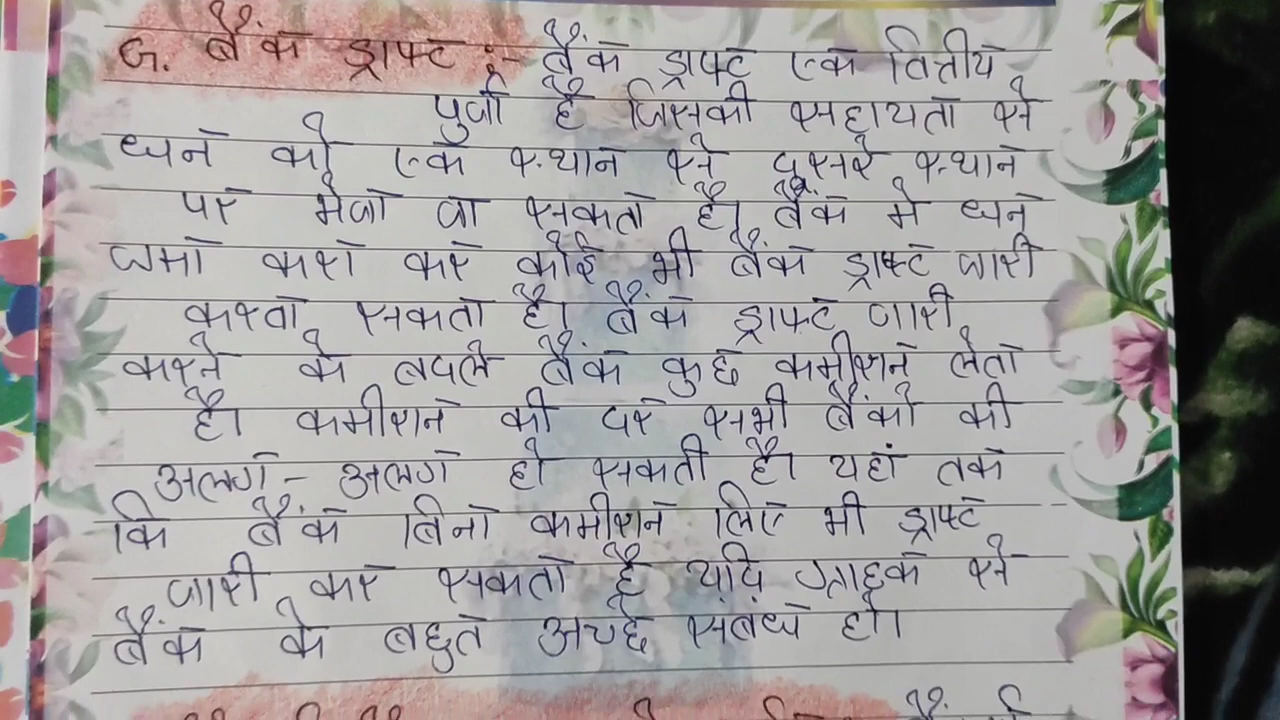 G. बैंक ड्राफ्ट :- बैंक ड्राफ्ट एक वित्तीय
पुर्जा है जिसकी सहायता से
धन को एक स्थान से दूसरे स्थान
पर भेजा जा सकता है। बैंक मे धन
जमा करा कर कोई भी बैंक ड्राफ्ट जारी
करवा सकता है। बैंक ड्राफ्ट जारी
करने के बदले बैंक कुछ कमीशन लेता
है। कमीशन की दर सभी बैंको की
अलग - अलग हो सकती है। यहां तक
कि बैंक बिना कमीशन लिए भी ड्राफ्ट
जारी कर सकता है यदि ग्राहक से
बैंक के बहुत अच्छे संबंध हो।